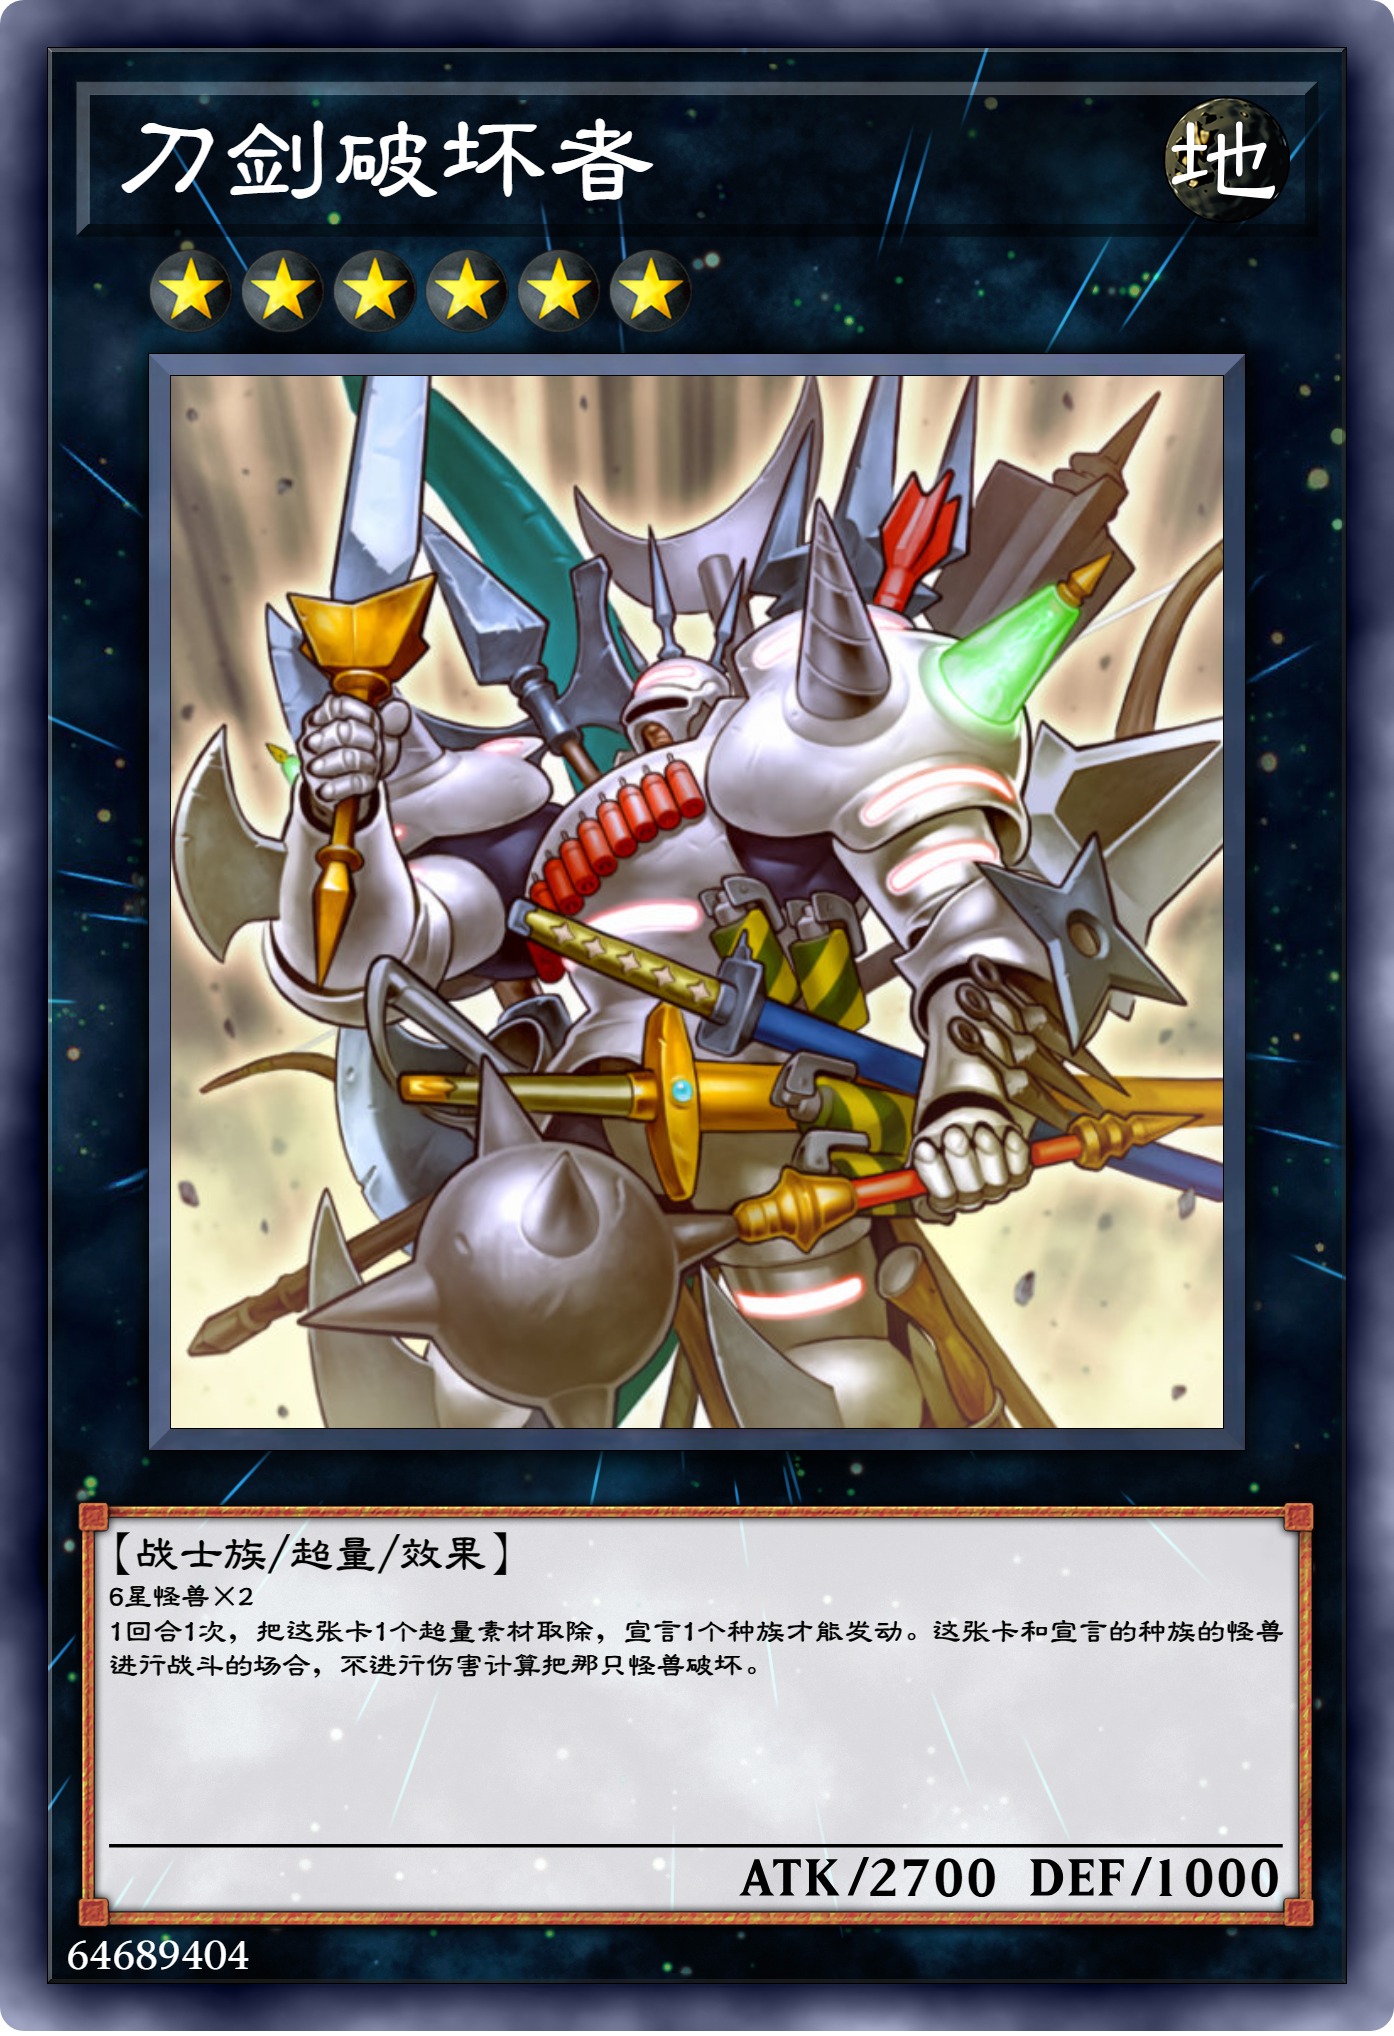 刀剑破坏者
地
【战士族/超量/效果】
6星怪兽×2
1回合1次，把这张卡1个超量素材取除，宣言1个种族才能发动。这张卡和宣言的种族的怪兽
进行战斗的场合，不进行伤害计算把那只怪兽破坏。
ATK/2700 DEF/1000
64689404